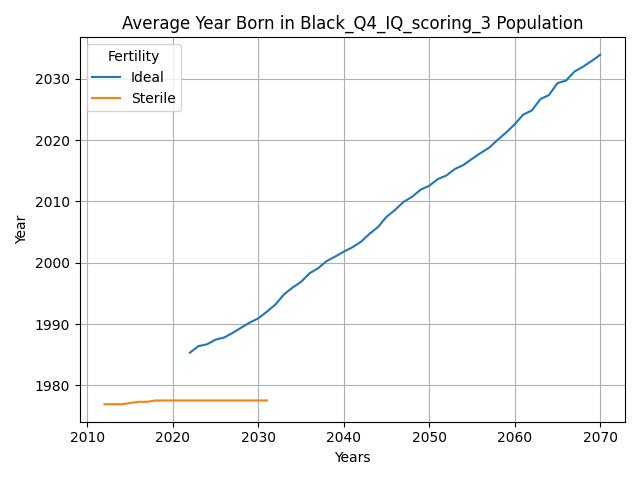 Average Year Born in Black_Q4_IQ_scoring_3 Population
Fertility
Ideal
Sterile
Year
2030
2020
2010
2000
1990
1980
2010 2020 2030 2040 2050 2060 2070
Years